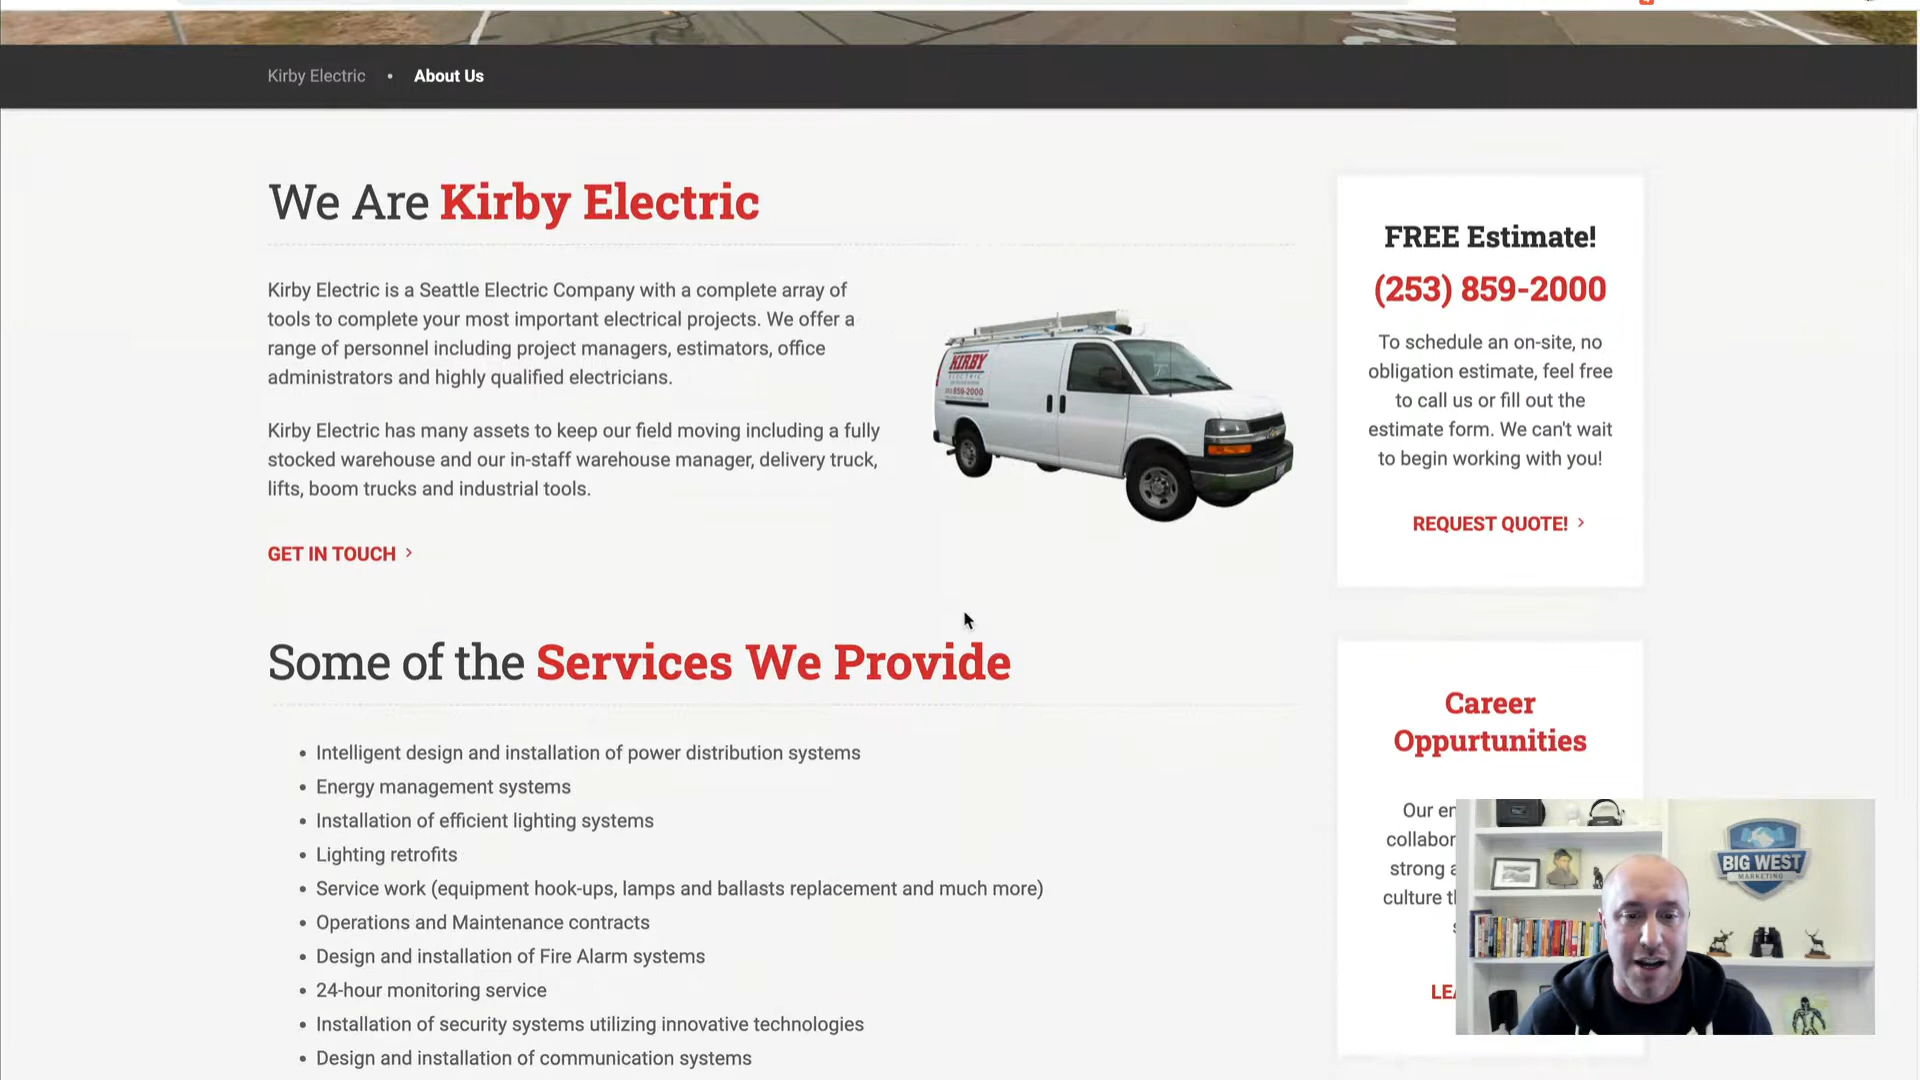 Kirby Electric • About Us
We Are Kirby Electric
Kirby Electric is a Seattle Electric Company with a complete array of
tools to complete your most important electrical projects. We offer a
range of personnel including project managers, estimators, office
administrators and highly qualified electricians.
Kirby Electric has many assets to keep our field moving including a fully
stocked warehouse and our in-staff warehouse manager, delivery truck,
lifts, boom trucks and industrial tools.
GET IN TOUCH >
KIRBY
ELECTRIC
859-2000
FREE Estimate!
(253) 859-2000
To schedule an on-site, no
obligation estimate, feel free
to call us or fill out the
estimate form. We can't wait
to begin working with you!
REQUEST QUOTE! >
Some of the Services We Provide
• Intelligent design and installation of power distribution systems
• Energy management systems
• Installation of efficient lighting systems
• Lighting retrofits
• Service work (equipment hook-ups, lamps and ballasts replacement and much more)
• Operations and Maintenance contracts
• Design and installation of Fire Alarm systems
• 24-hour monitoring service
• Installation of security systems utilizing innovative technologies
• Design and installation of communication systems
Career
Oppurtunities
Our
strong
culture
BIG WEST
MARKETING